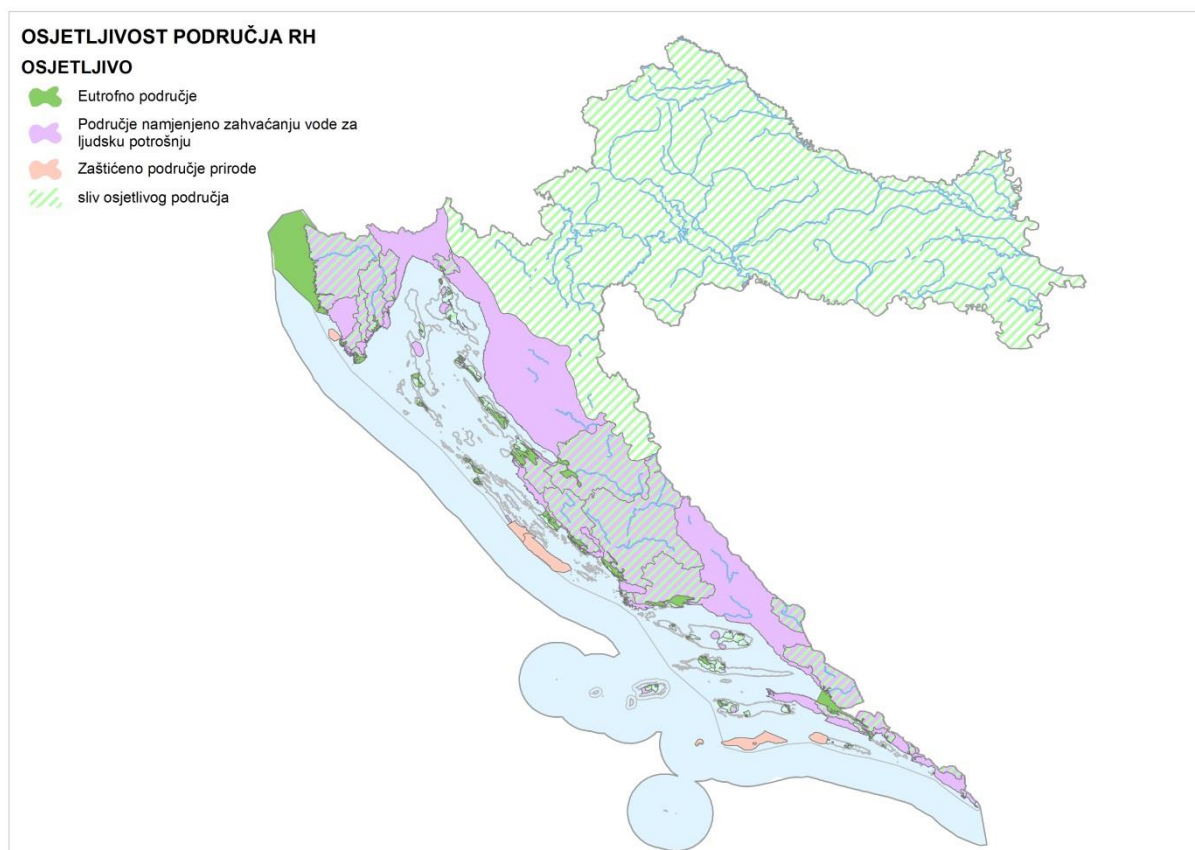 OSJETLJIVOST PODRUČJA RH
OSJETLJIVO
Eutrofno područje
Područje namjenjeno zahvaćanju vode za
ljudsku potrošnju
Zaštićeno područje prirode
sliv osjetlivog područja